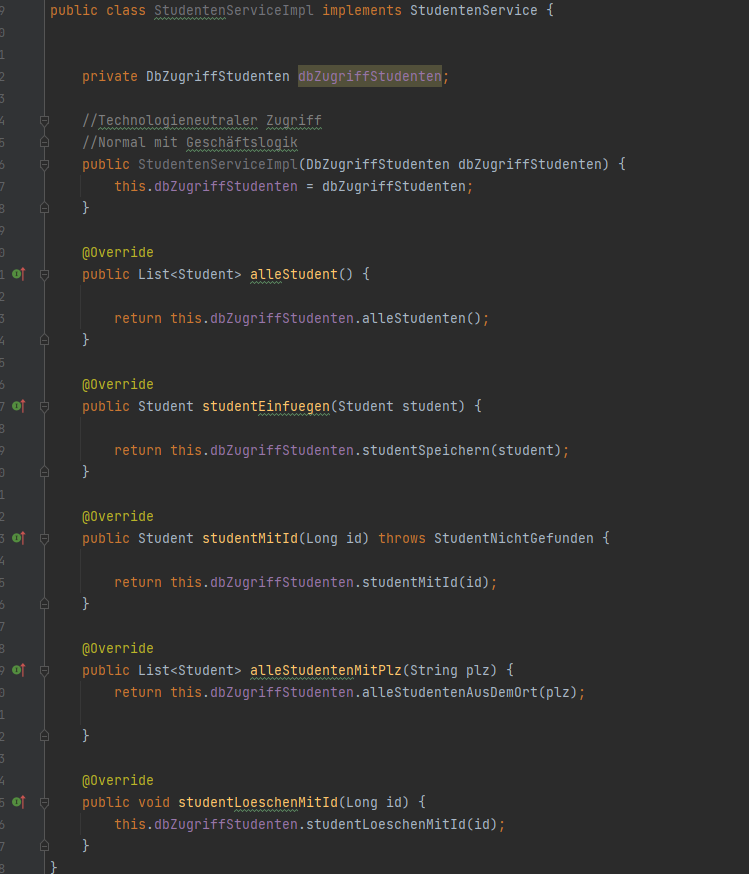 public class StudentenServiceImpl implements StudentenService {
private DbZugriffStudenten dbZugriffStudenten;
//Technologieneutraler Zugriff
//Normal mit Geschäftslogik
public StudentenServiceImpl(DbZugriffStudenten dbZugriffStudenten) {
this.dbZugriffStudenten = dbZugriffStudenten;
}
@Override
public List<Student> alleStudent() {
return this.dbZugriffStudenten.alleStudenten();
}
@Override
public Student studentEinfuegen(Student student) {
return this.dbZugriffStudenten.studentSpeichern(student);
}
@Override
public Student studentMitId(Long id) throws StudentNichtGefunden {
return this.dbZugriffStudenten.studentMitId(id);
}
@Override
public List<Student> alleStudentenMitPlz(String plz) {
return this.dbZugriffStudenten.alleStudentenAusDemOrt(plz);
}
@Override
public void studentLoeschenMitId(Long id) {
this.dbZugriffStudenten.studentLoeschenMitId(id);
}
}